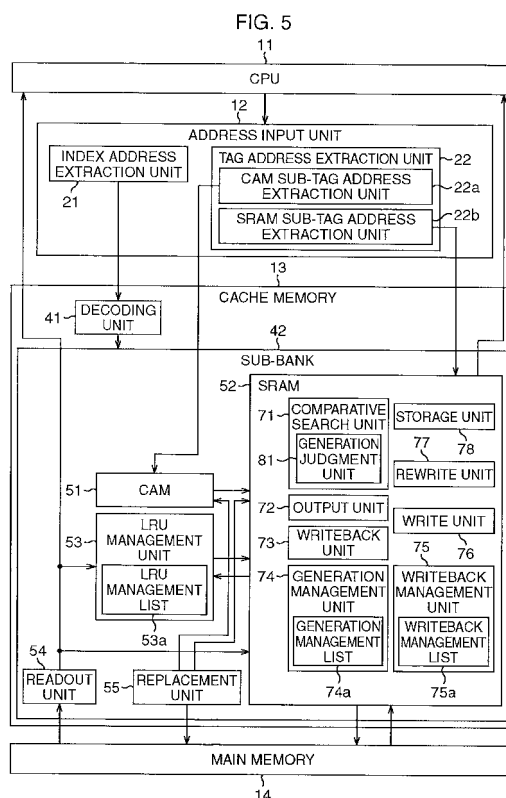 FIG. 5
11
CPU
12
ADDRESS INPUT UNIT
INDEX ADDRESS
EXTRACTION UNIT
21
TAG ADDRESS EXTRACTION UNIT
22
CAM SUB-TAG ADDRESS
EXTRACTION UNIT
22a
SRAM SUB-TAG ADDRESS
EXTRACTION UNIT
22b
13
CACHE MEMORY
41
DECODING
UNIT
42
SUB-BANK
52
SRAM
71
COMPARATIVE
SEARCH UNIT
81
GENERATION
JUDGMENT
UNIT
STORAGE UNIT
78
77
REWRITE UNIT
51
CAM
72
OUTPUT UNIT
73
WRITEBACK
UNIT
WRITE UNIT
76
75
53
LRU
MANAGEMENT
UNIT
LRU
MANAGEMENT
LIST
53a
74
GENERATION
MANAGEMENT
UNIT
GENERATION
MANAGEMENT
LIST
74a
WRITEBACK
MANAGEMENT
UNIT
WRITEBACK
MANAGEMENT
LIST
75a
54
READOUT
UNIT
55
REPLACEMENT
UNIT
MAIN MEMORY
14